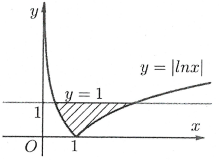 y
y = |lnx|
y = 1
1
x
O
1